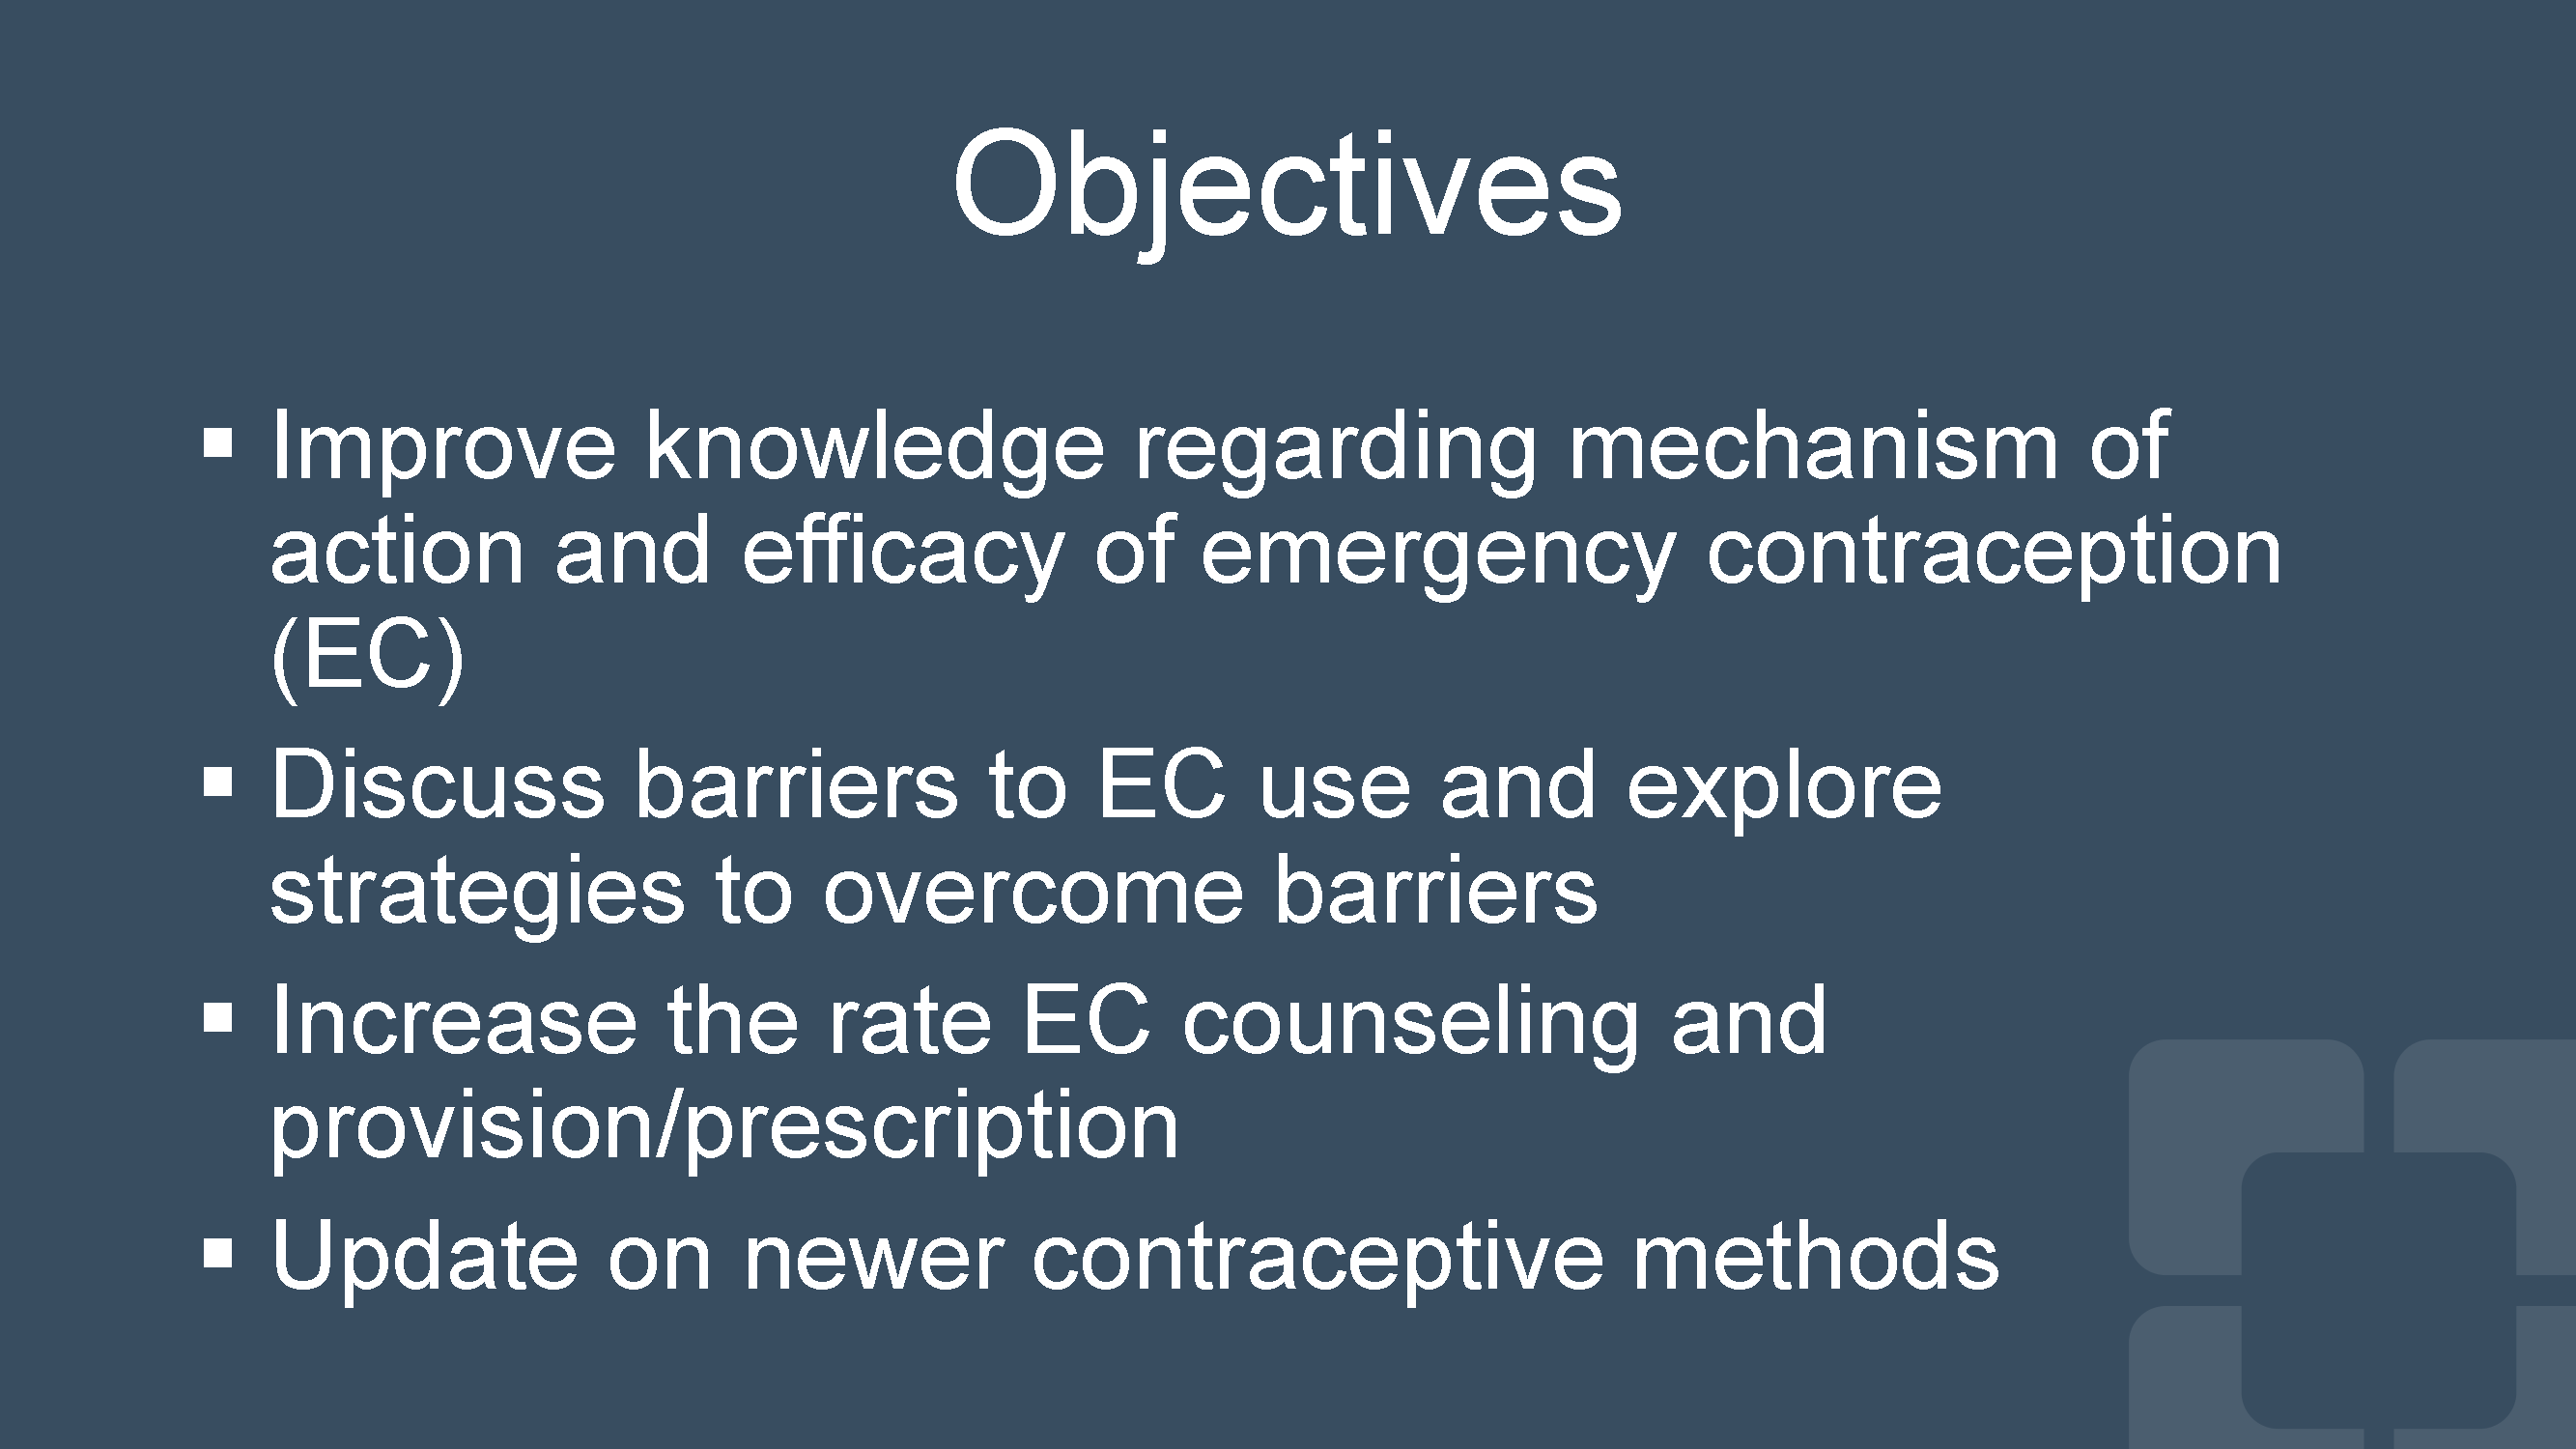 Objectives
▪ Improve knowledge regarding mechanism of
action and efficacy of emergency contraception
(EC)
▪ Discuss barriers to EC use and explore
strategies to overcome barriers
▪ Increase the rate EC counseling and
provision/prescription
▪ Update on newer contraceptive methods